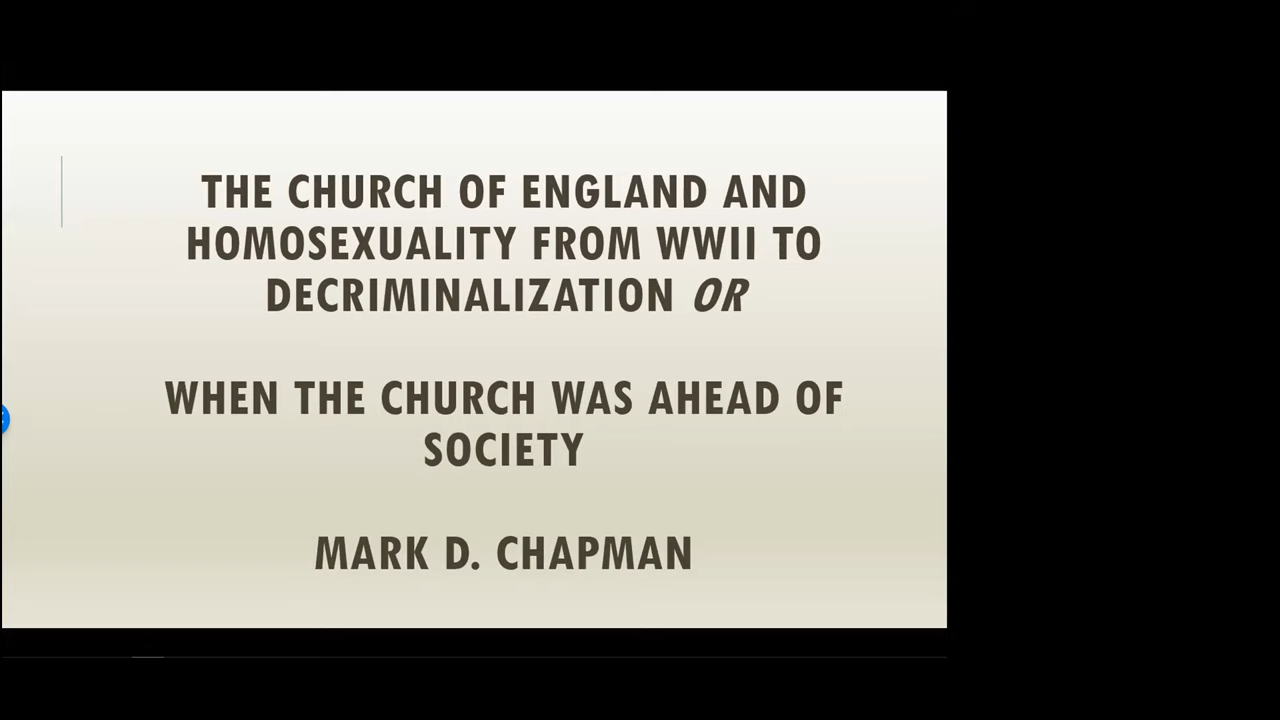 THE CHURCH OF ENGLAND AND
HOMOSEXUALITY FROM WWII TO
DECRIMINALIZATION OR
WHEN THE CHURCH WAS AHEAD OF
SOCIETY
MARK D. CHAPMAN